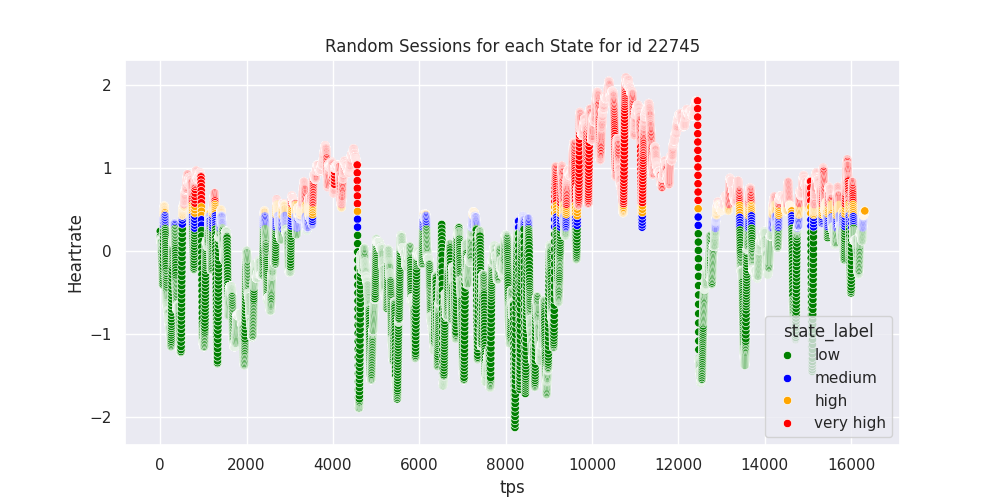 Random Sessions for each State for id 22745
Heartrate
2
1
0
−1
−2
state_label
low
medium
high
very high
0 2000 4000 6000 8000 10000 12000 14000 16000
tps